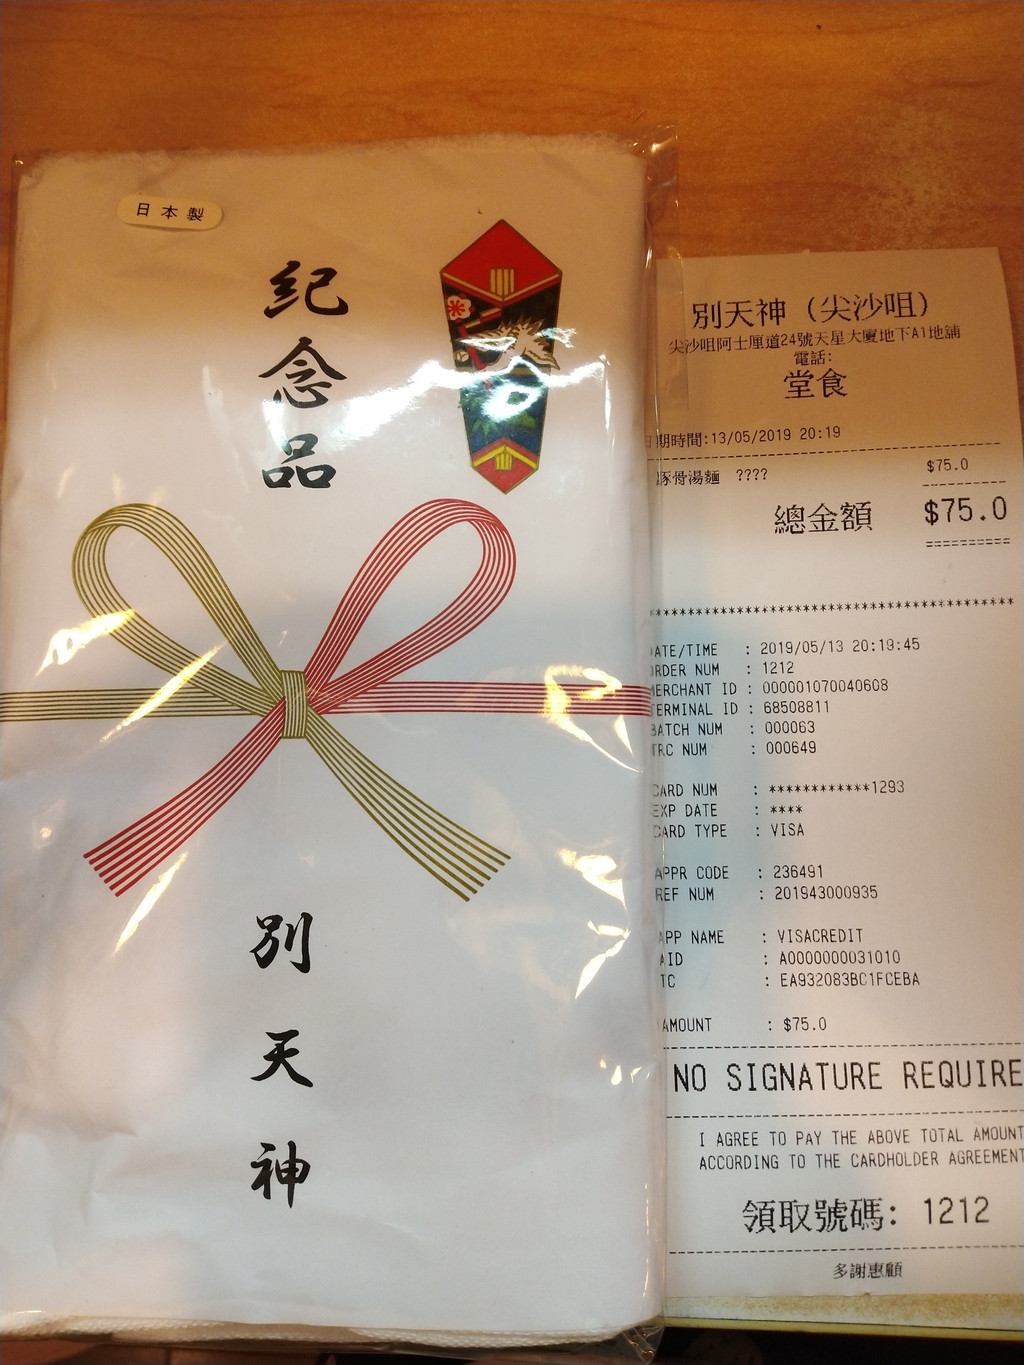 日本製
紀念品
別天神
別天神 (尖沙咀)
尖沙咀阿士厘道24號天星大廈地下A1地舖
電話:
堂食
期時間:13/05/2019 20:19
豚骨湯麵 ???? $75.0
總金額 $75.0
==========
******************************************
ATE/TIME : 2019/05/13 20:19:45
RDER NUM : 1212
MERCHANT ID : 000001070040608
TERMINAL ID : 68508811
BATCH NUM : 000063
TRC NUM : 000649
CARD NUM : ************1293
EXP DATE : ****
CARD TYPE : VISA
APPR CODE : 236491
REF NUM : 201943000935
APP NAME : VISACREDIT
AID : A0000000031010
TC : EA932083BC1FCEBA
AMOUNT : $75.0
NO SIGNATURE REQUIRE
I AGREE TO PAY THE ABOVE TOTAL AMOUNT
ACCORDING TO THE CARDHOLDER AGREEMENT
領取號碼: 1212
多謝惠顧